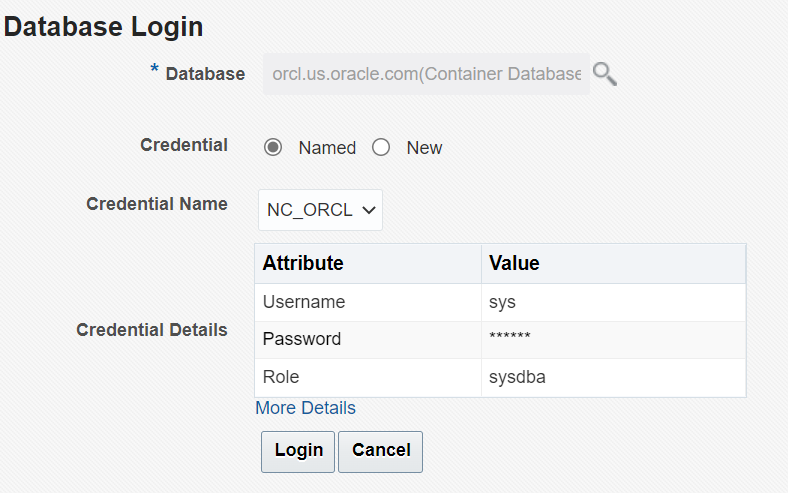 Database Login
* Database orcl.us.oracle.com(Container Database
Credential Named New
Credential Name NC_ORCL
Attribute Value
Username sys
Credential Details
Password ******
Role sysdba
More Details
Login Cancel